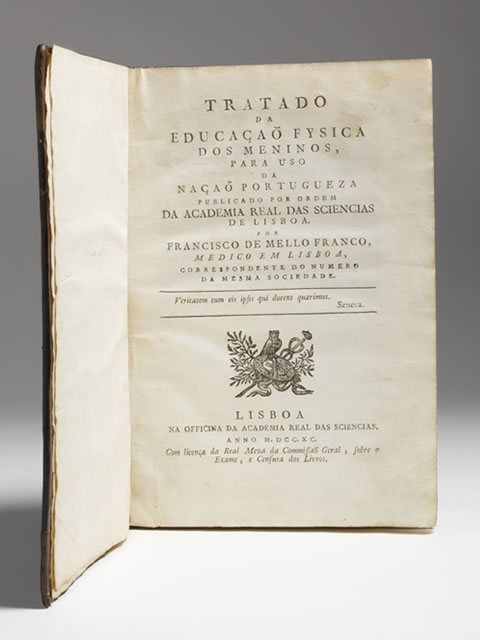 TRATADO
DA
EDUCAÇAÕ FYSICA
DOS MENINOS,
PARA USO
DA
NAÇAÕ PORTUGUEZA
PUBLICADO POR ORDEM
DA ACADEMIA REAL DAS SCIENCIAS
DE LISBOA.
POR
FRANCISCO DE MELLO FRANCO,
MEDICO EM LISBOA,
CORRESPONDENTE DO NUMERO
DA MESMA SOCIEDADE.
Veritatem cum eis ipsis qui docent quærimus.
Seneca.
LISBOA
NA OFFICINA DA ACADEMIA REAL DAS SCIENCIAS,
ANNO. M.DCC.XC.
Com licença da Real Meza da Commissaõ Geral, sobre o
Exame, e Censura dos Livros.